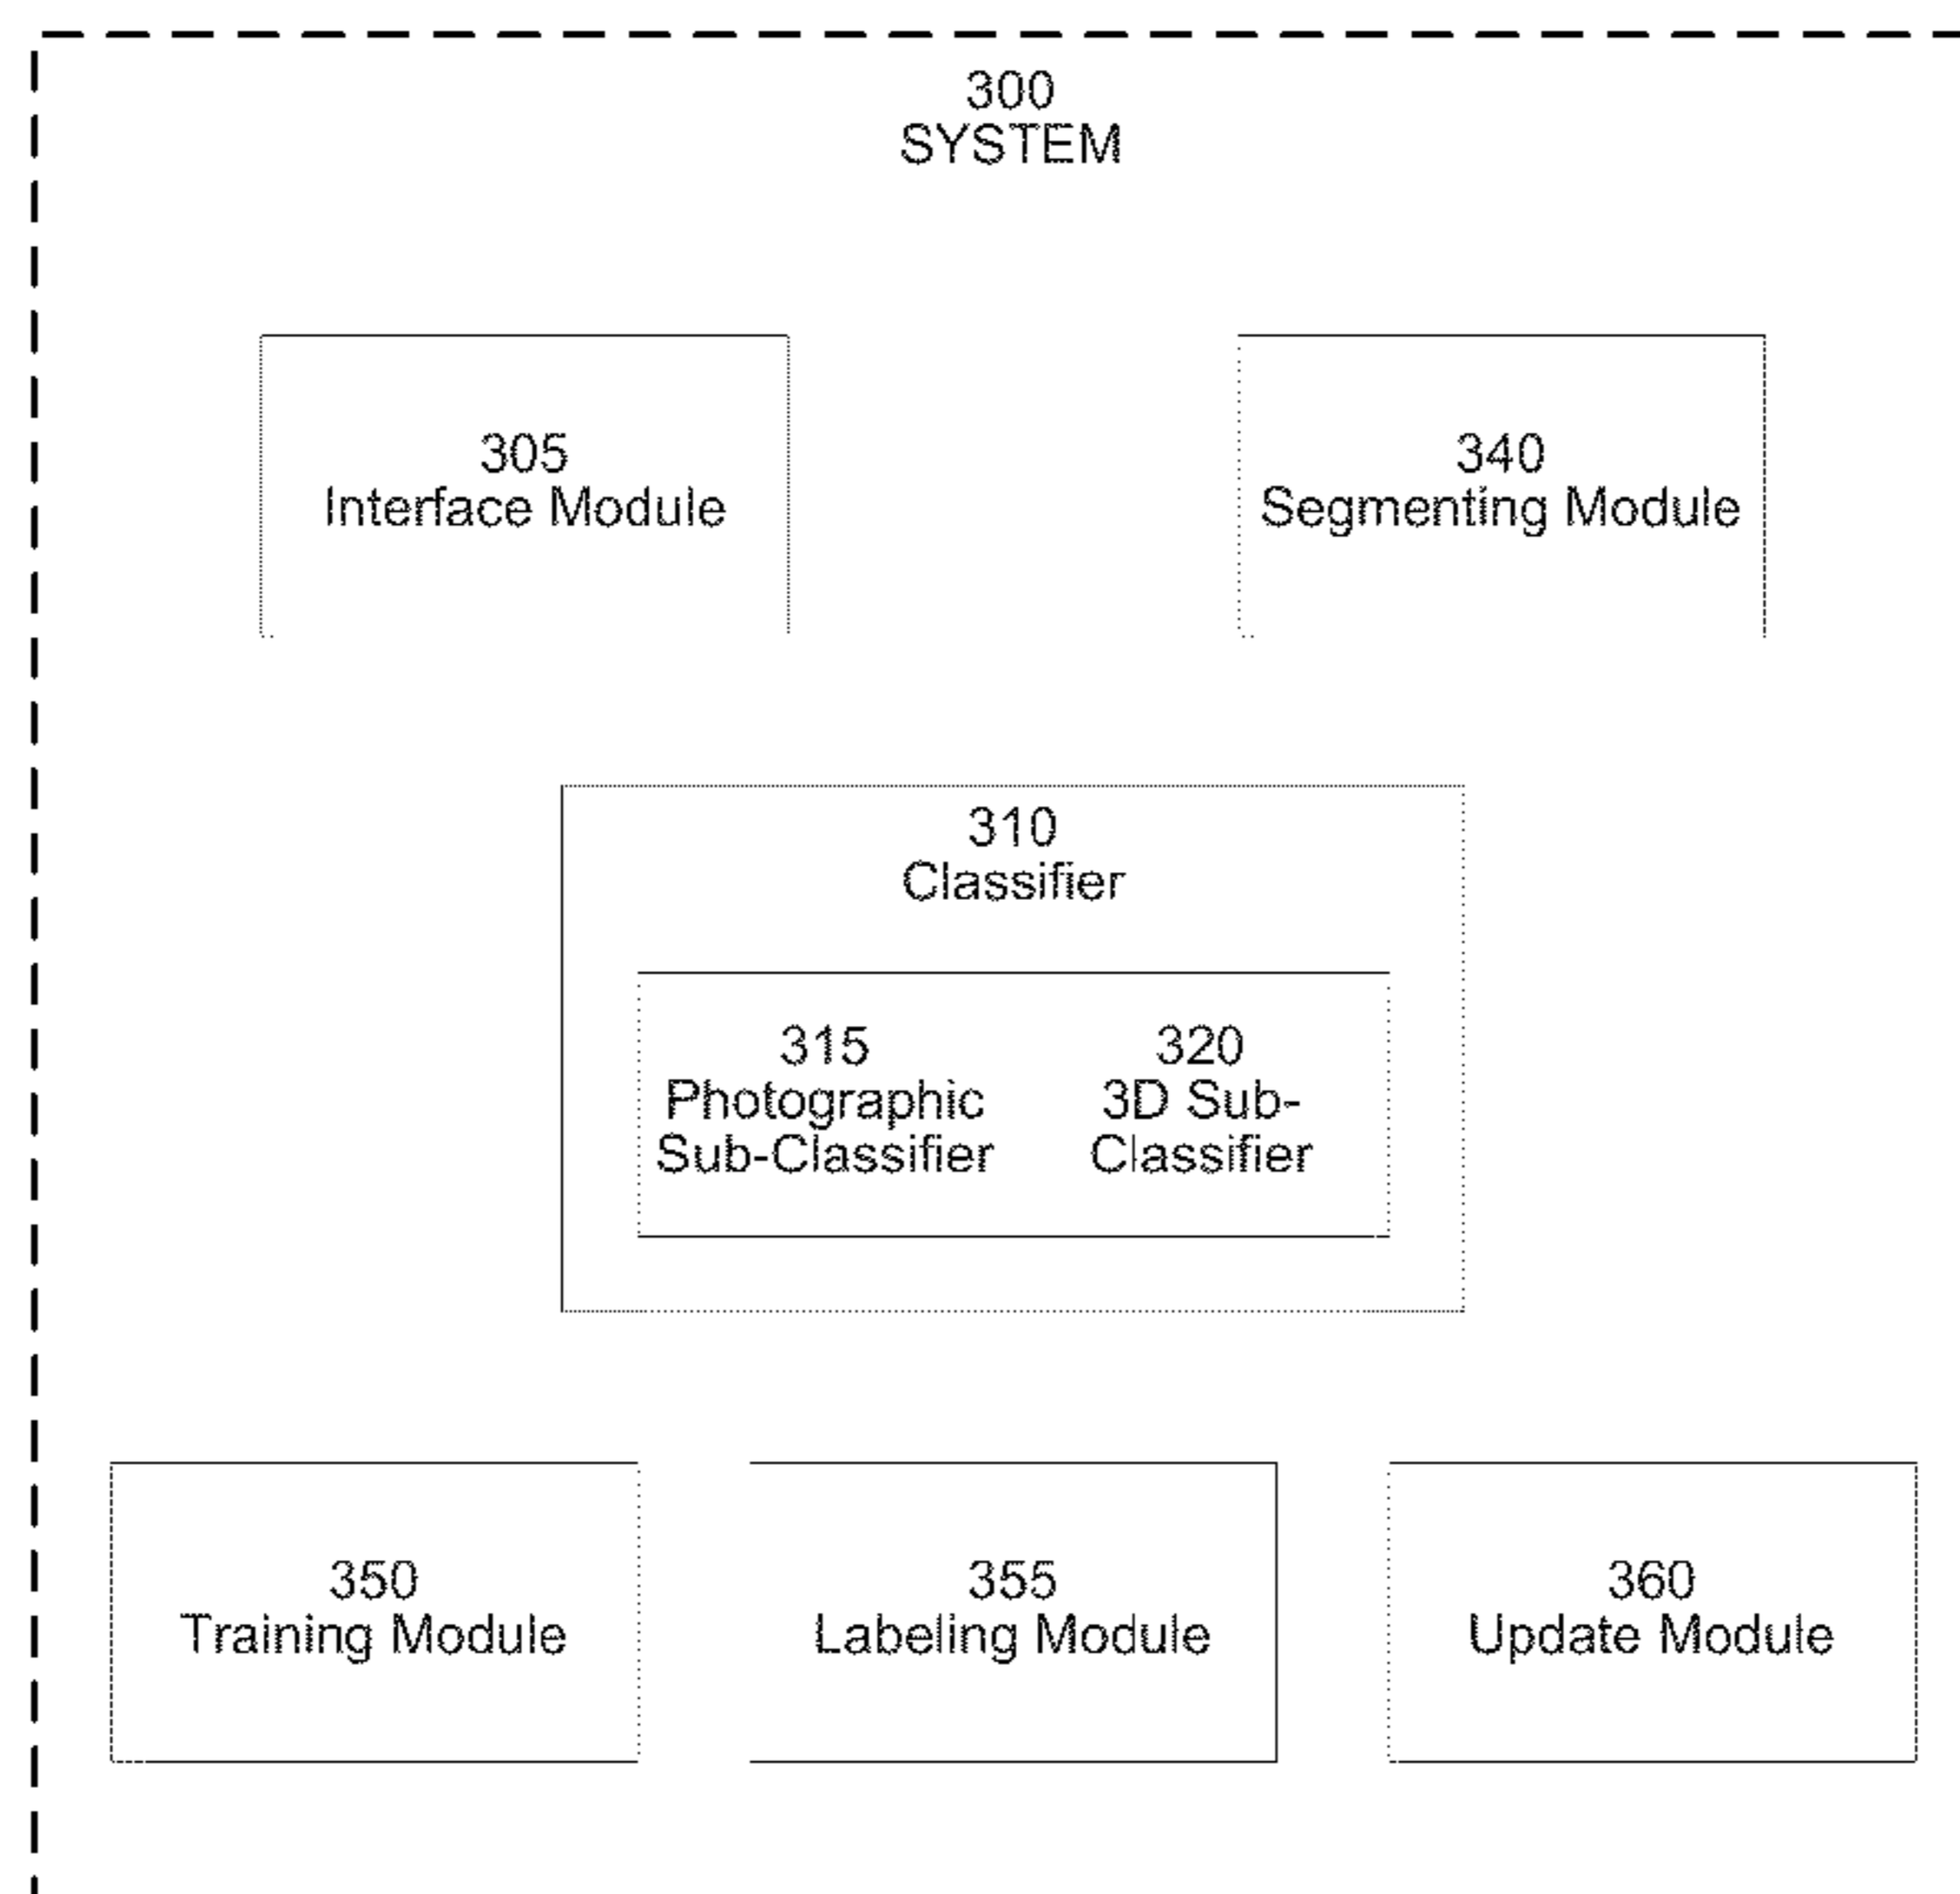 300
SYSTEM
305
Interface Module
340
Segmenting Module
310
Classifier
315
Photographic
Sub-Classifier
320
3D Sub-
Classifier
350
Training Module
355
Labeling Module
360
Update Module